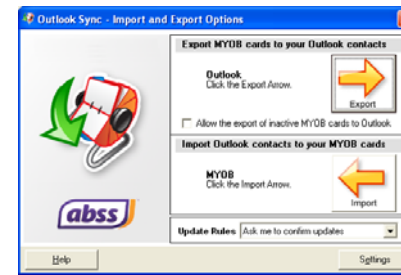 Outlook Sync - Import and Export Options
Export MYOB cards to your Outlook contacts
Outlook
Click the Export Arrow.
Export
Allow the export of inactive MYOB cards to Outlook.
Import Outlook contacts to your MYOB cards
MYOB
Click the Import Arrow.
Import
abss
Update Rules Ask me to confirm updates
Help
Settings